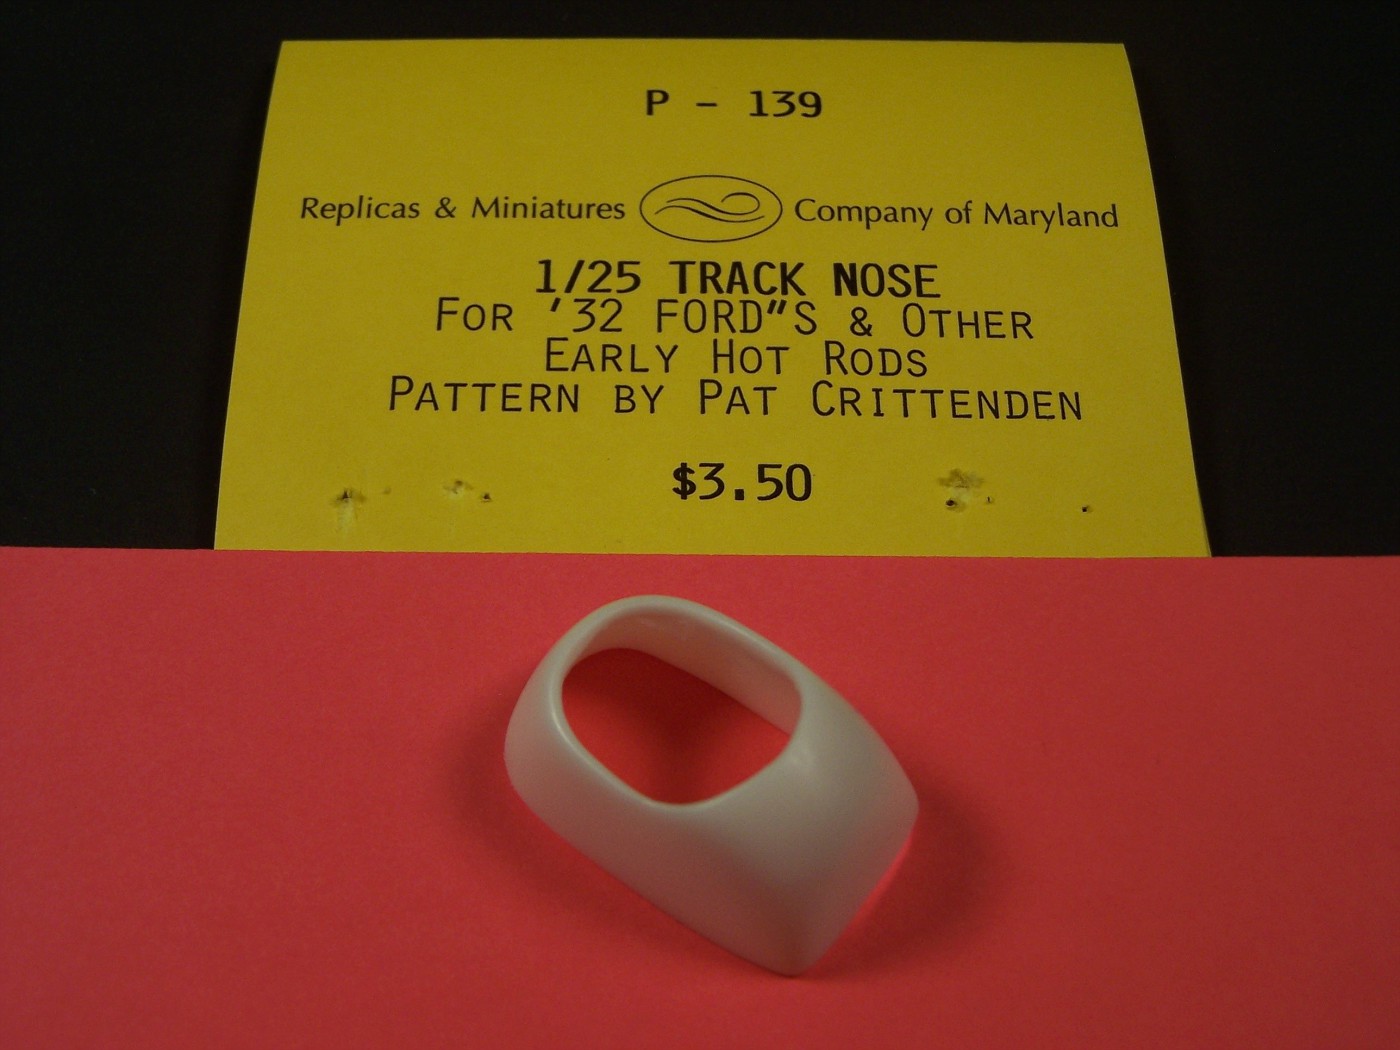 P - 139
Replicas & Miniatures Company of Maryland
1/25 TRACK NOSE
FOR '32 FORD"S & OTHER
EARLY HOT RODS
PATTERN BY PAT CRITTENDEN
$3.50